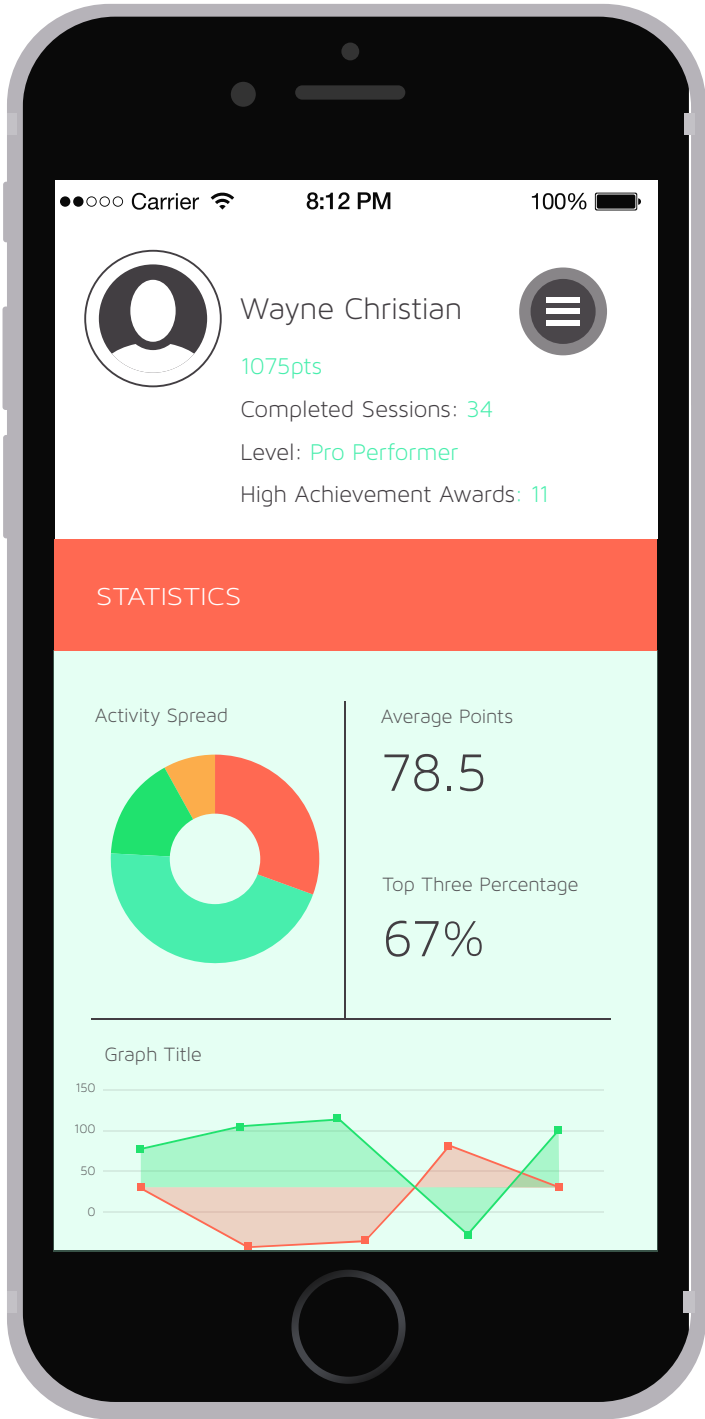 Carrier 8:12 PM 100%
Wayne Christian
1075pts
Completed Sessions: 34
Level: Pro Performer
High Achievement Awards: 11
STATISTICS
Activity Spread
Average Points
78.5
Top Three Percentage
67%
Graph Title
150
100
50
0